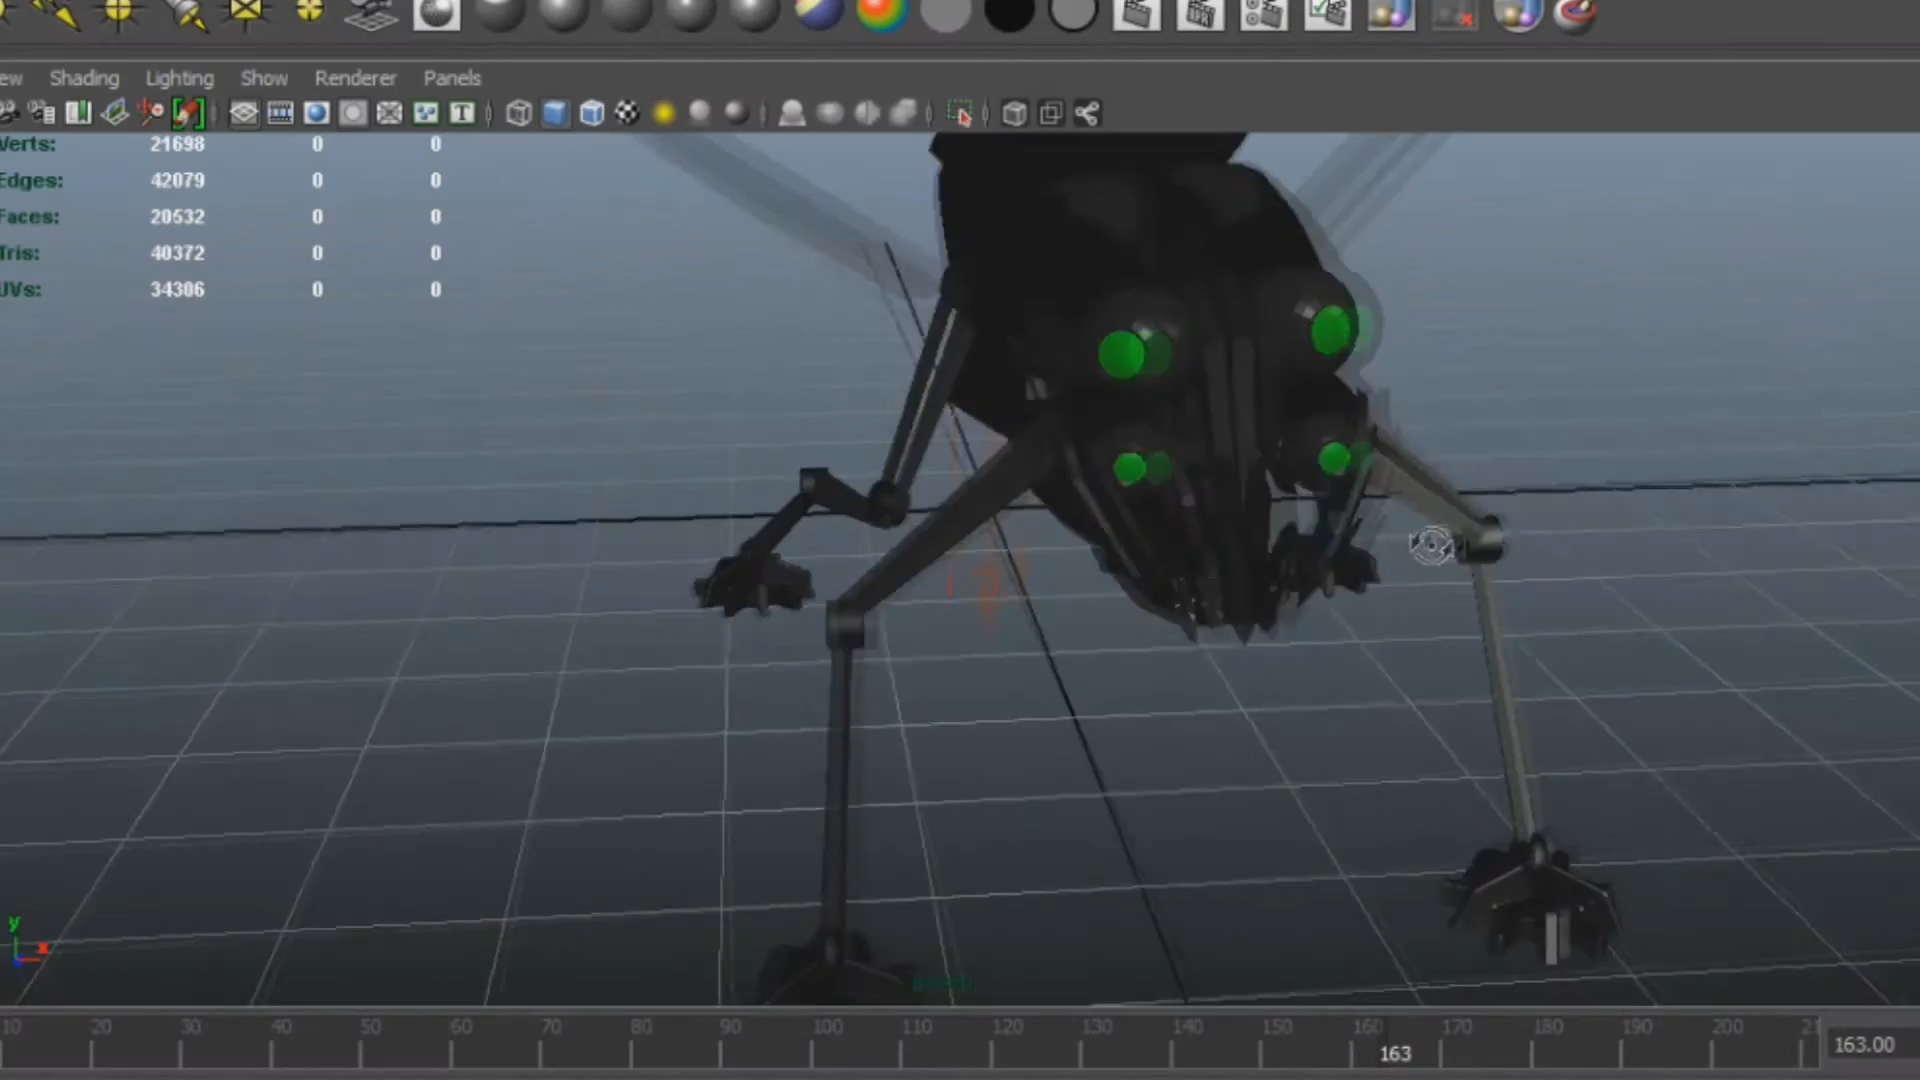 ew Shading Lighting Show Renderer Panels
T
Verts: 21698 0 0
Edges: 42079 0 0
Faces: 20532 0 0
Tris: 40372 0 0
UVs: 34306 0 0
y
x
10 20 30 40 50 60 70 80 90 100 110 120 130 140 150 160 170 180 190 200 21
163
163.00